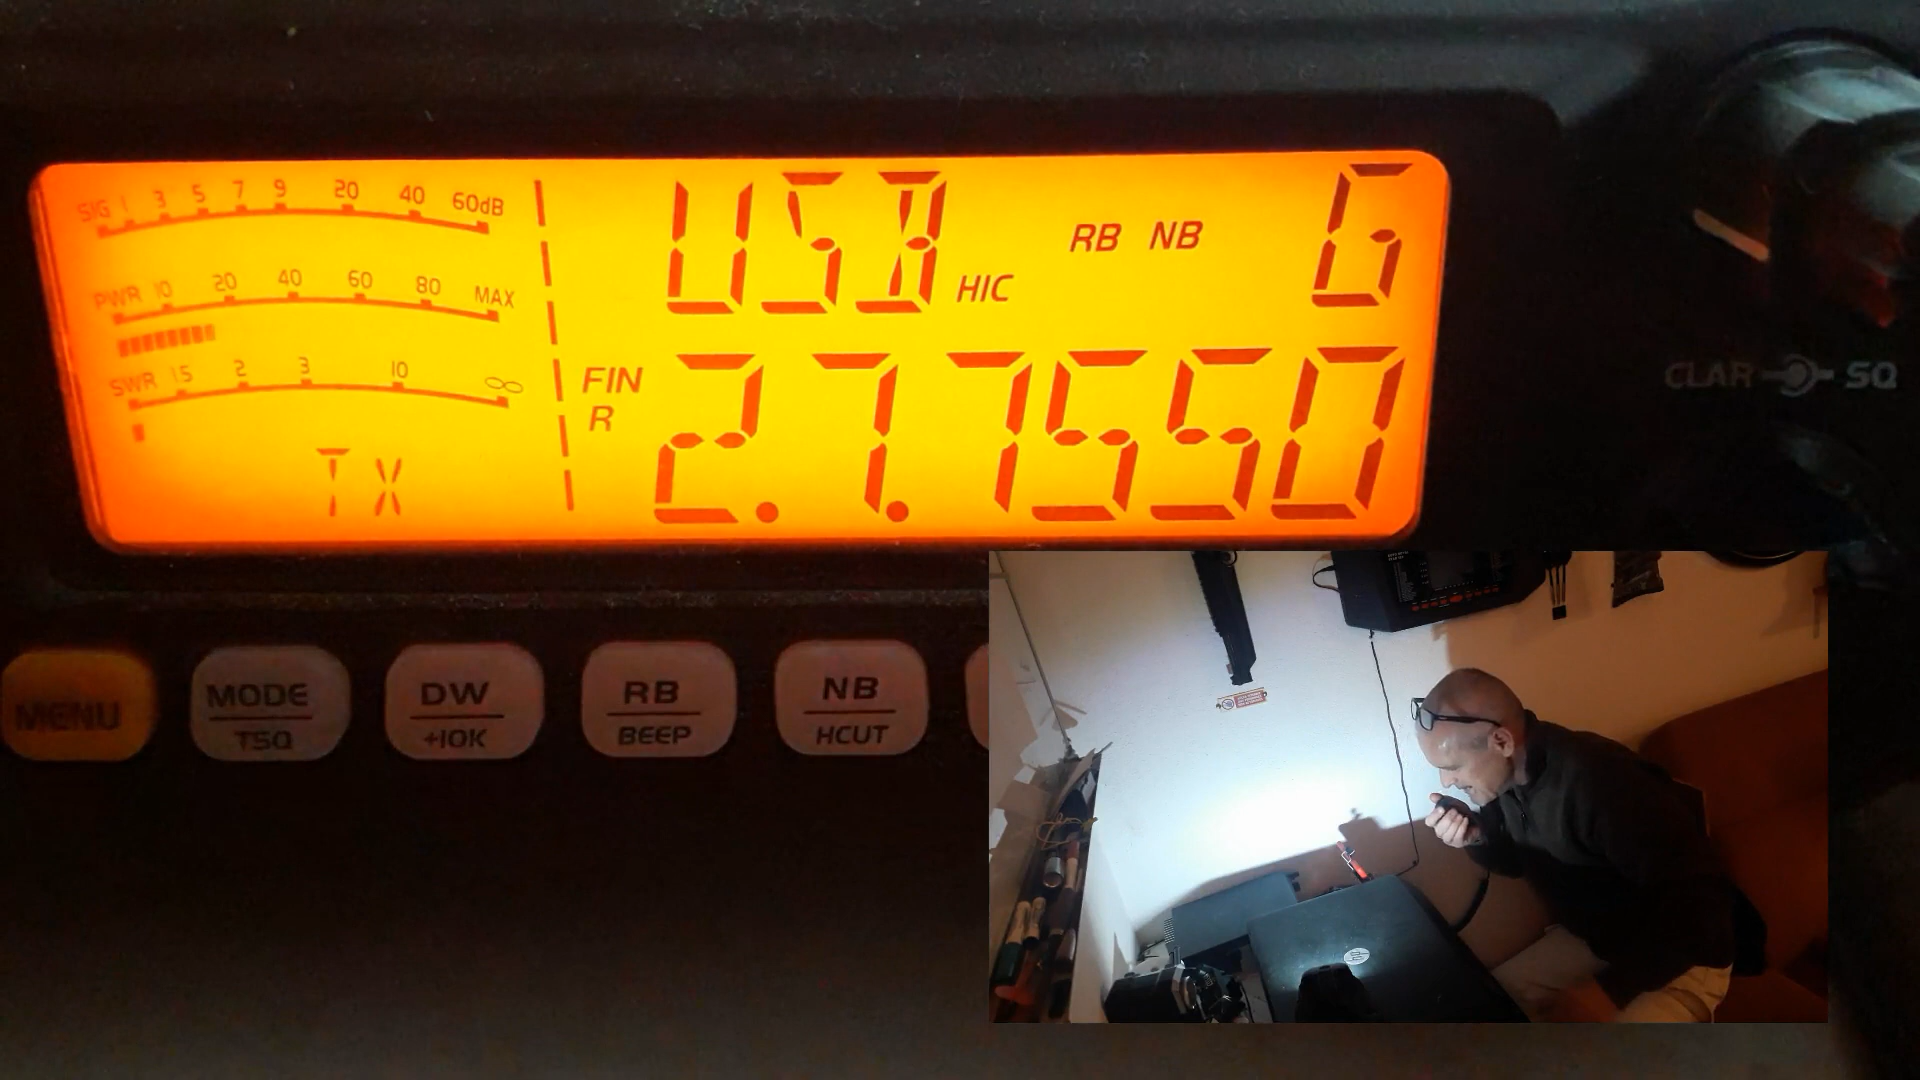 SIG 1 3 5 7 9 20 40 60dB
USB HIC RB NB G
PWR 10 20 40 60 80 MAX
SWR 1.5 2 3 10 ∞
FIN
R
27.7550
TX
CLAR SQ
MENU
MODE
TSQ
DW
+10K
RB
BEEP
NB
HCUT
hp